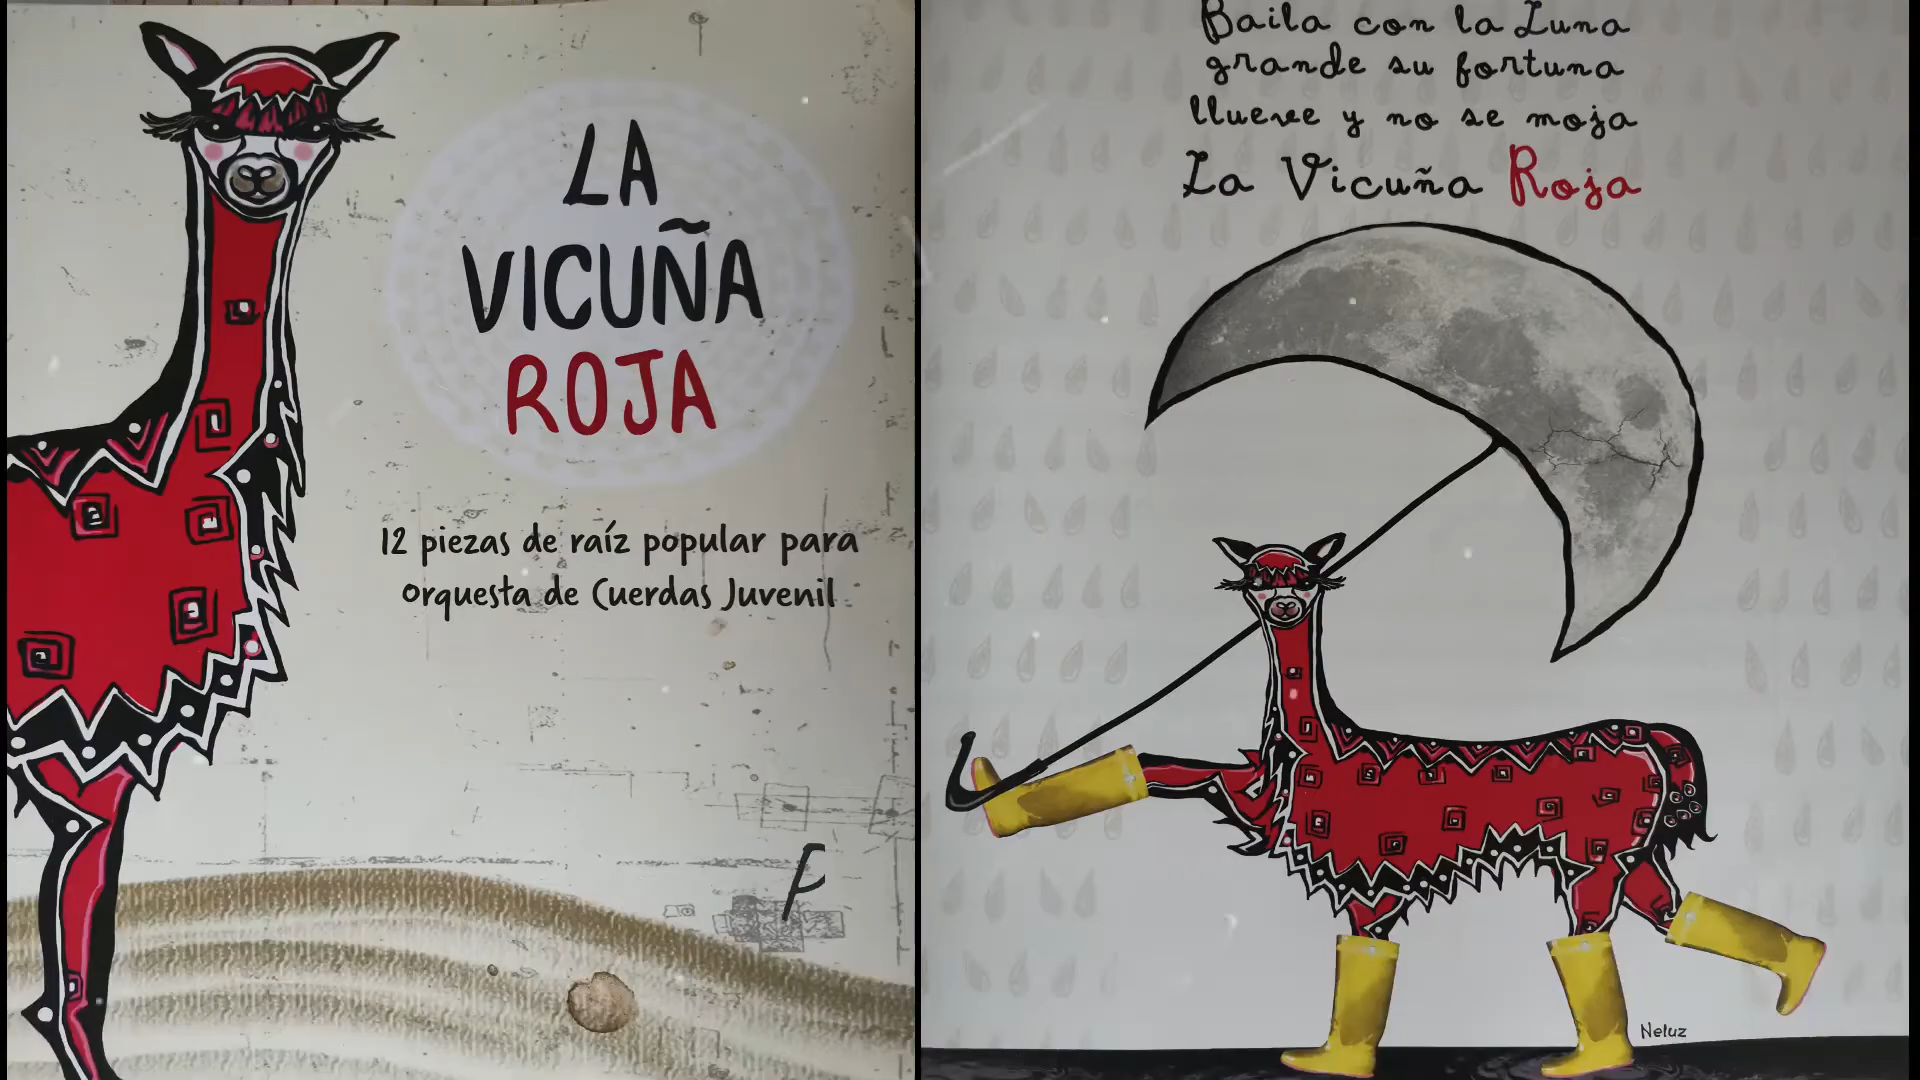 LA
VICUÑA
ROJA
12 piezas de raíz popular para
Orquesta de Cuerdas Juvenil
Baila con la Luna
grande su fortuna
llueve y no se moja
La Vicuña Roja
Neluz